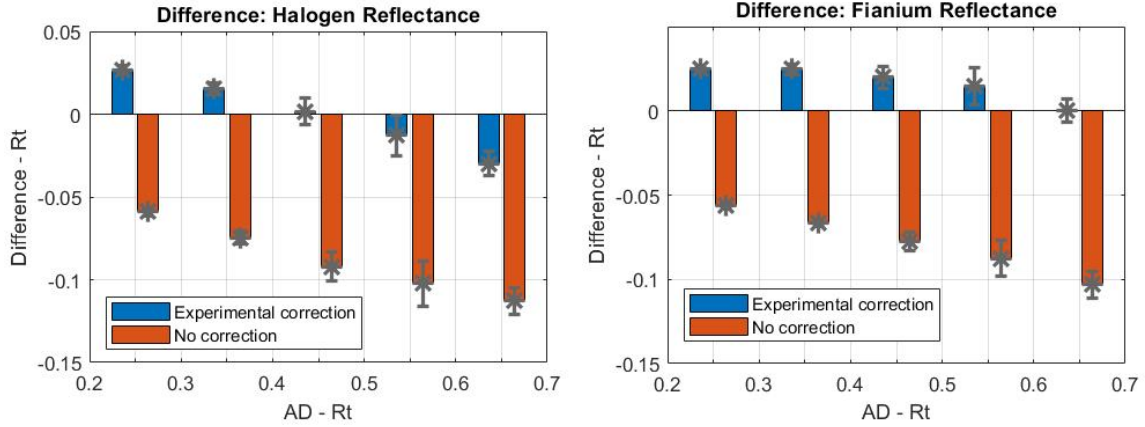 Difference: Halogen Reflectance
0.05
0
-0.05
-0.1
-0.15
Difference - Rt
Experimental correction
No correction
0.2 0.3 0.4 0.5 0.6 0.7
AD - Rt
Difference: Fianium Reflectance
0
-0.05
-0.1
-0.15
Difference - Rt
Experimental correction
No correction
0.2 0.3 0.4 0.5 0.6 0.7
AD - Rt